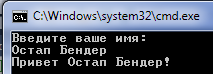 C:\Windows\system32\cmd.exe
Введите ваше имя:
Остап Бендер
Привет Остап Бендер!